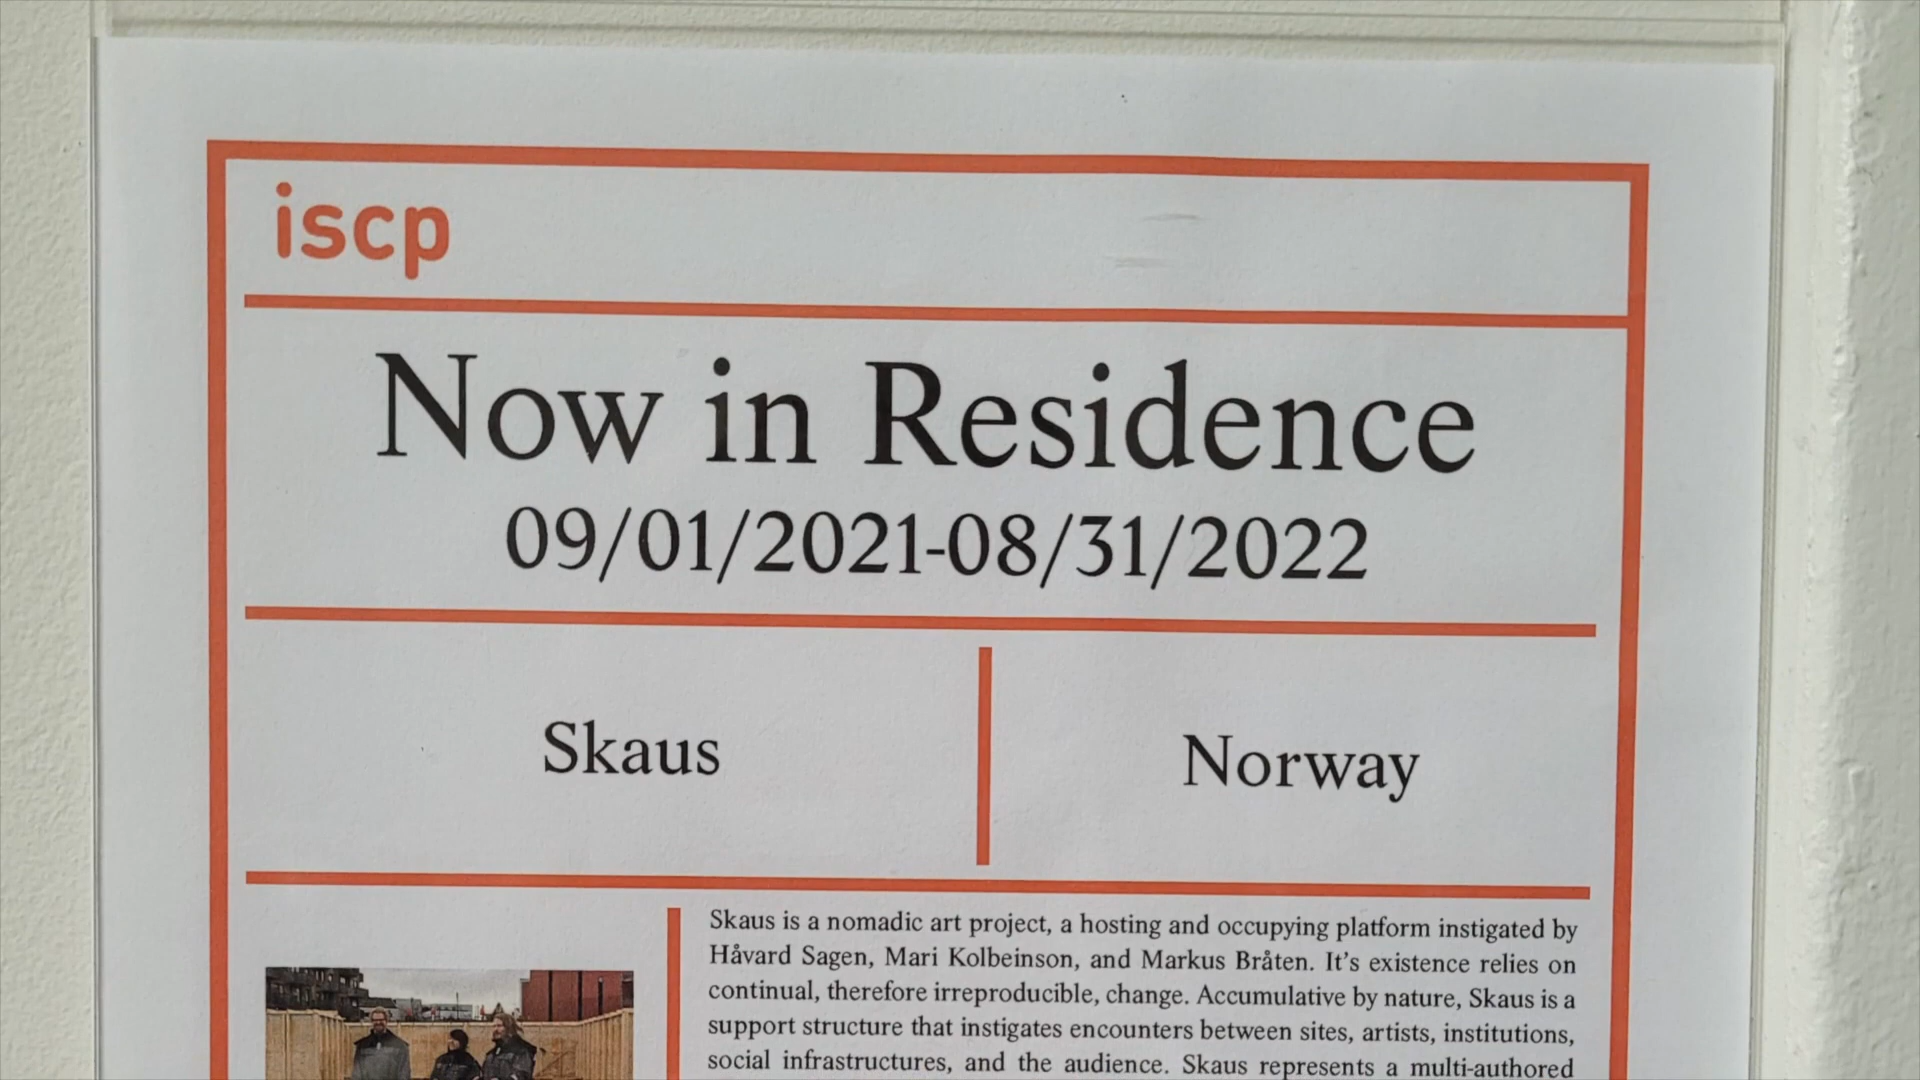 iscp
Now in Residence
09/01/2021-08/31/2022
Skaus
Norway
Skaus is a nomadic art project, a hosting and occupying platform instigated by
Håvard Sagen, Mari Kolbeinson, and Markus Bråten. It’s existence relies on
continual, therefore irreproducible, change. Accumulative by nature, Skaus is a
support structure that instigates encounters between sites, artists, institutions,
social infrastructures, and the audience. Skaus represents a multi-authored